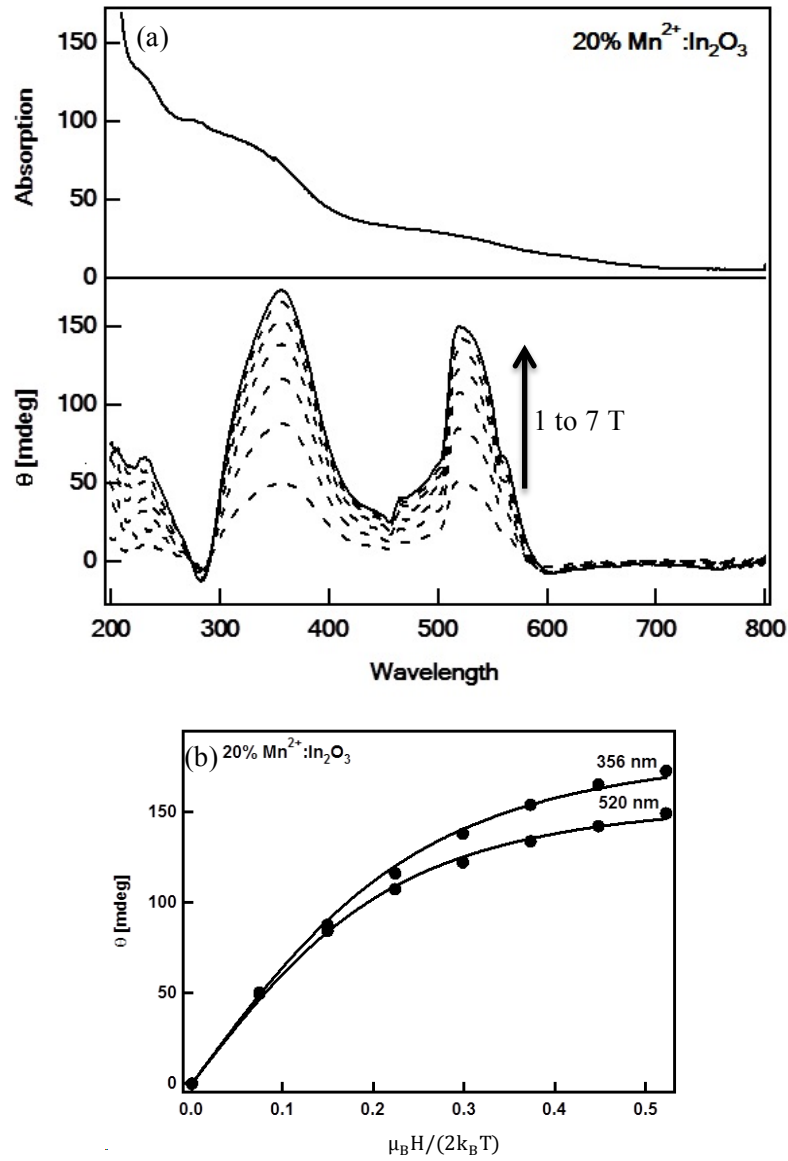 (a)
20% Mn²⁺:In₂O₃
150
100
50
0
Absorption
150
100
50
0
θ [mdeg]
1 to 7 T
200 300 400 500 600 700 800
Wavelength
(b) 20% Mn²⁺:In₂O₃
356 nm
520 nm
150
100
50
0
θ [mdeg]
0.0 0.1 0.2 0.3 0.4 0.5
μ_BH/(2k_BT)